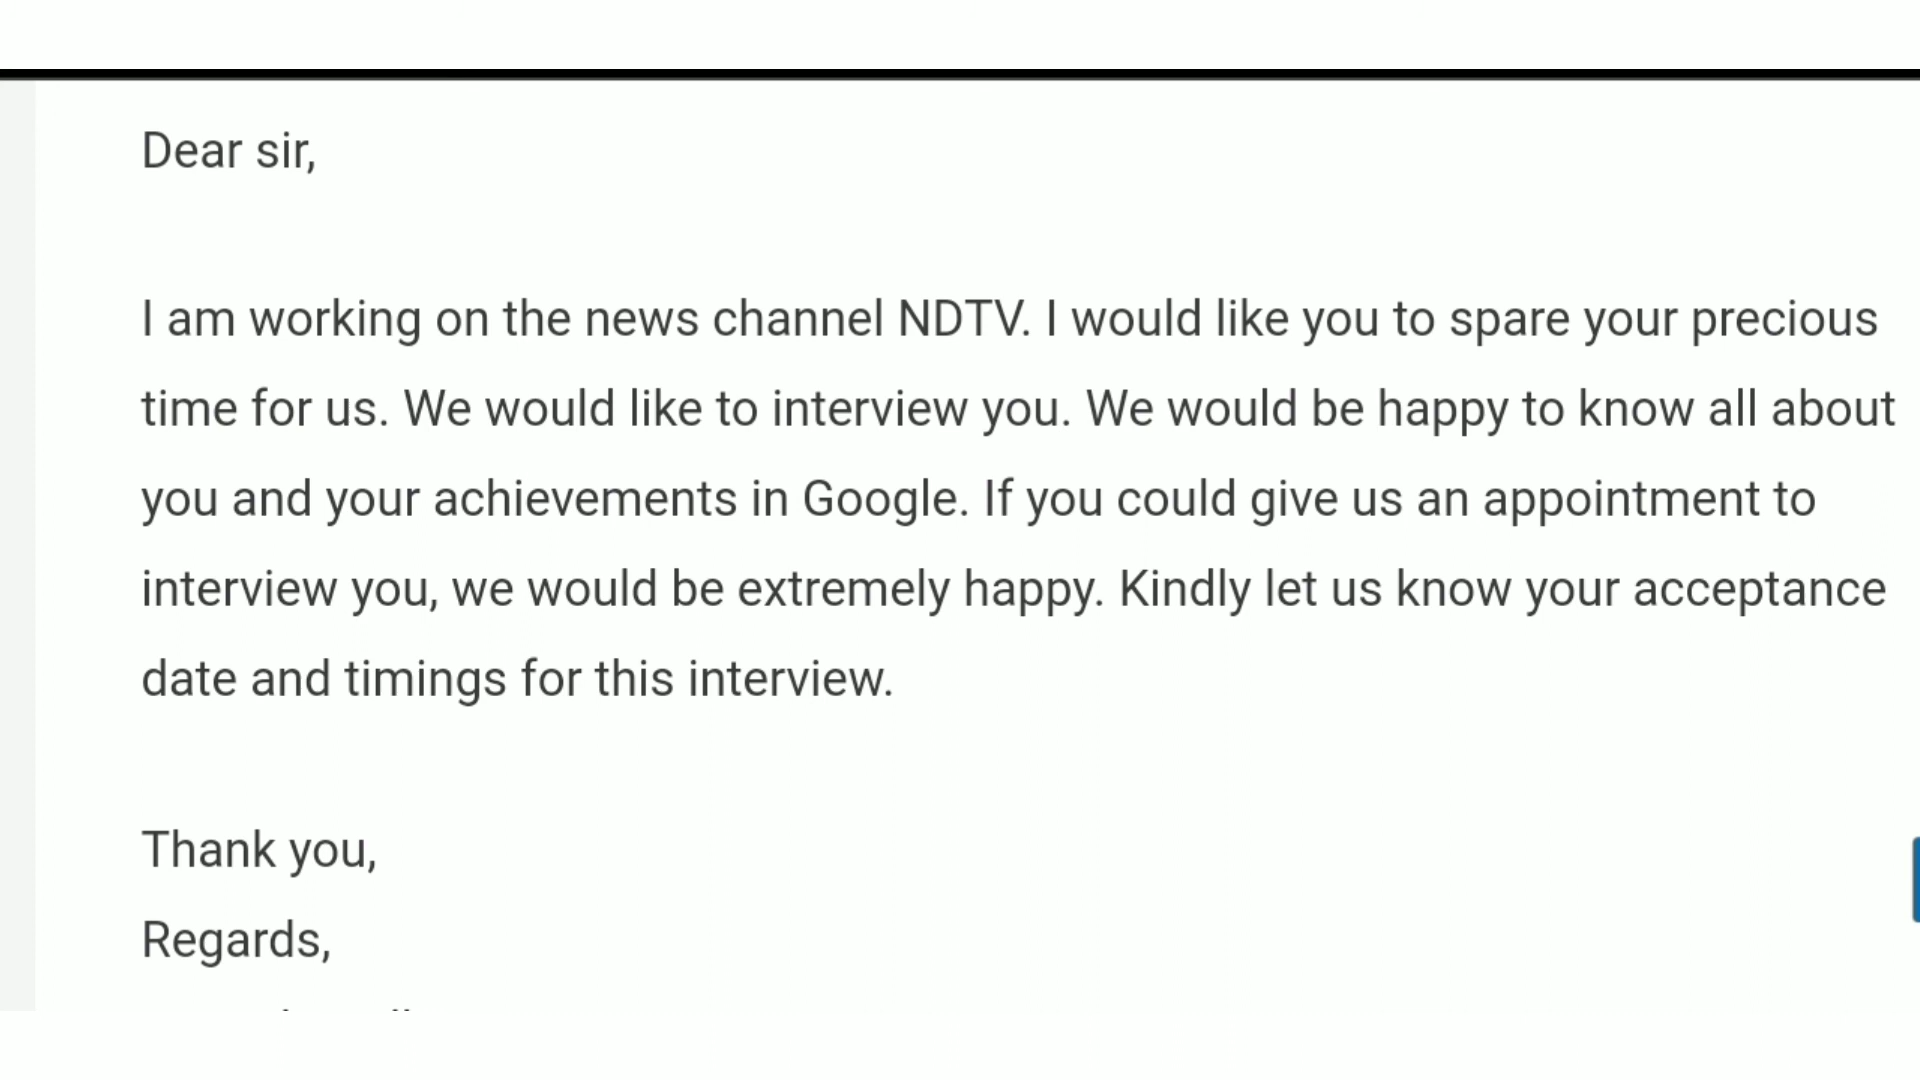 Dear sir,
I am working on the news channel NDTV. I would like you to spare your precious
time for us. We would like to interview you. We would be happy to know all about
you and your achievements in Google. If you could give us an appointment to
interview you, we would be extremely happy. Kindly let us know your acceptance
date and timings for this interview.
Thank you,
Regards,